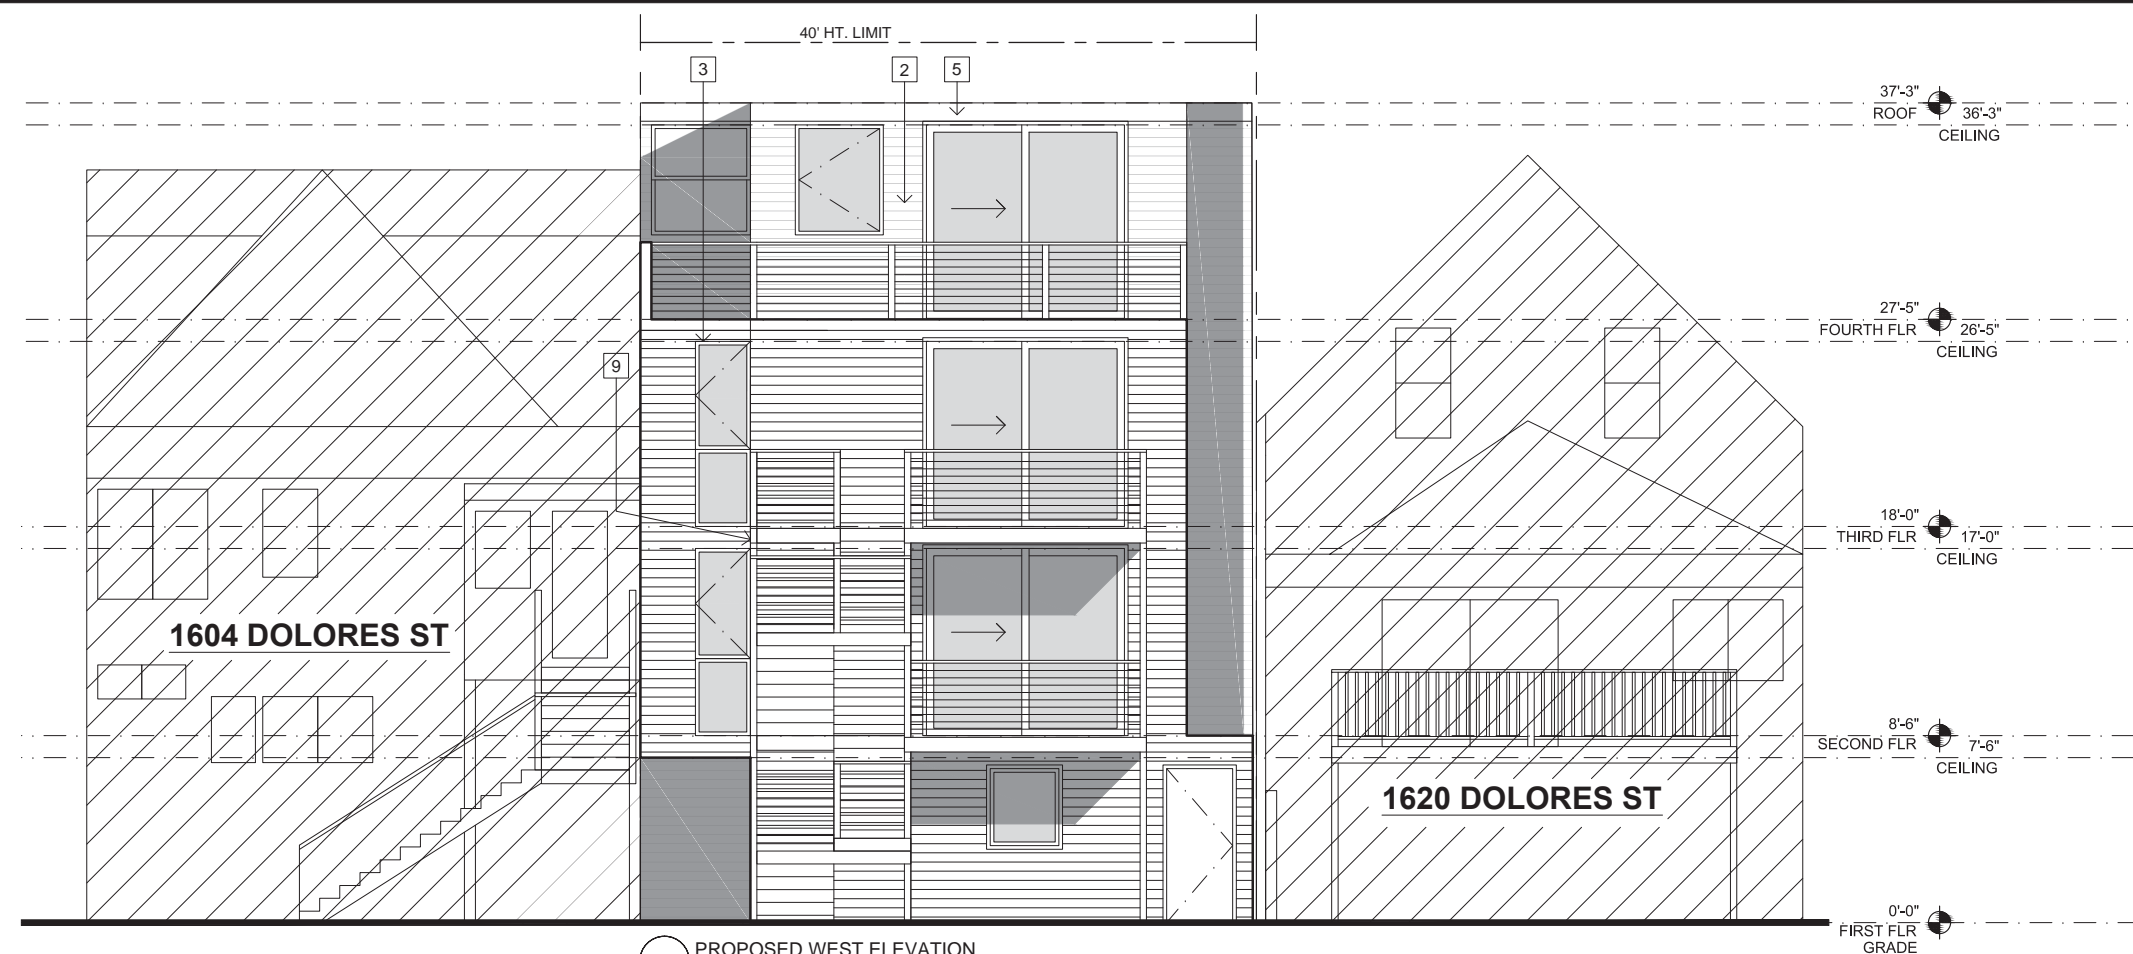 40' HT. LIMIT
3
2
5
37'-3"
ROOF
36'-3"
CEILING
27'-5"
FOURTH FLR
26'-5"
CEILING
9
18'-0"
THIRD FLR
17'-0"
CEILING
1604 DOLORES ST
8'-6"
SECOND FLR
7'-6"
CEILING
1620 DOLORES ST
0'-0"
FIRST FLR
GRADE
PROPOSED WEST ELEVATION